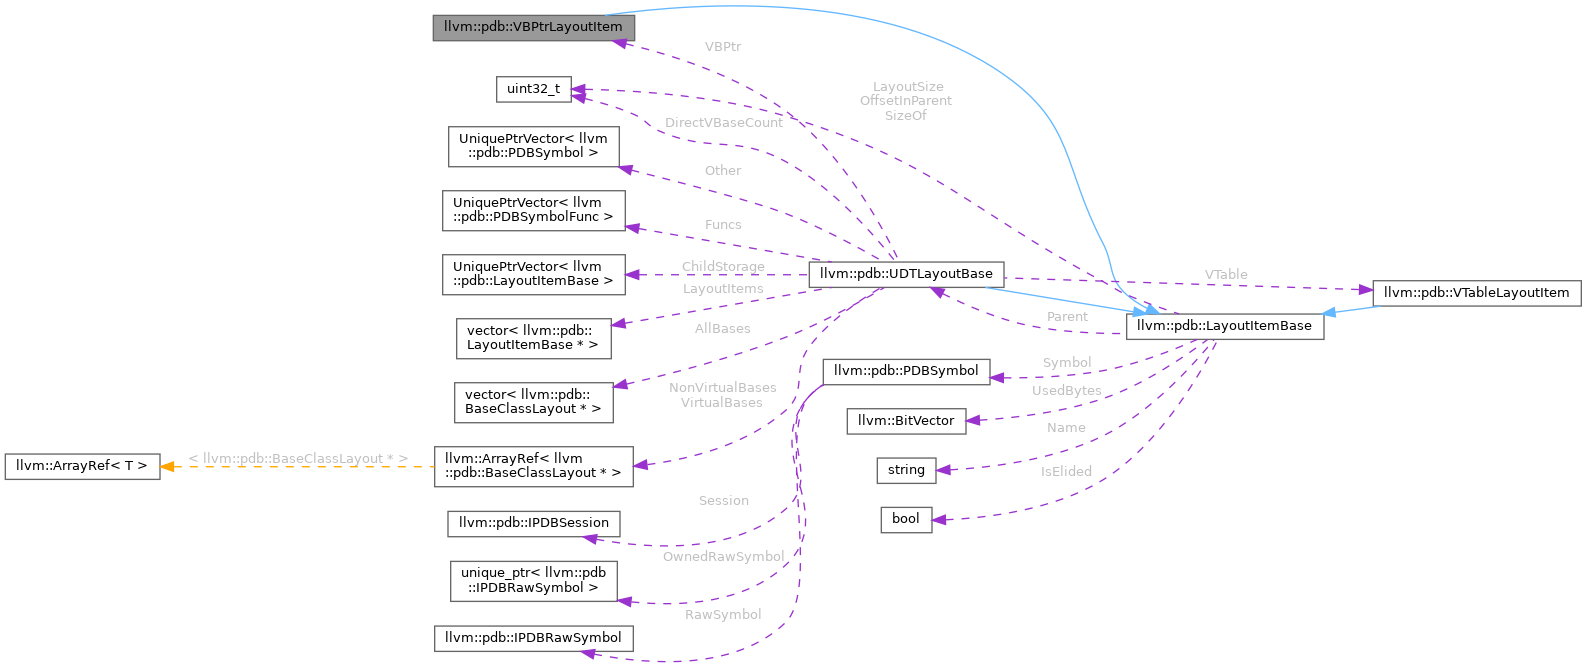 llvm::pdb::VBPtrLayoutItem
VBPtr
uint32_t
LayoutSize
OffsetInParent
SizeOf
DirectVBaseCount
UniquePtrVector< llvm
::pdb::PDBSymbol >
Other
UniquePtrVector< llvm
::pdb::PDBSymbolFunc >
Funcs
UniquePtrVector< llvm
::pdb::LayoutItemBase >
ChildStorage
llvm::pdb::UDTLayoutBase
VTable
llvm::pdb::VTableLayoutItem
LayoutItems
vector< llvm::pdb::
LayoutItemBase * >
AllBases
Parent
llvm::pdb::LayoutItemBase
vector< llvm::pdb::
BaseClassLayout * >
NonVirtualBases
VirtualBases
llvm::pdb::PDBSymbol
Symbol
UsedBytes
llvm::BitVector
Name
string
IsElided
bool
llvm::ArrayRef< T >
< llvm::pdb::BaseClassLayout * >
llvm::ArrayRef< llvm
::pdb::BaseClassLayout * >
Session
llvm::pdb::IPDBSession
OwnedRawSymbol
unique_ptr< llvm::pdb
::IPDBRawSymbol >
RawSymbol
llvm::pdb::IPDBRawSymbol